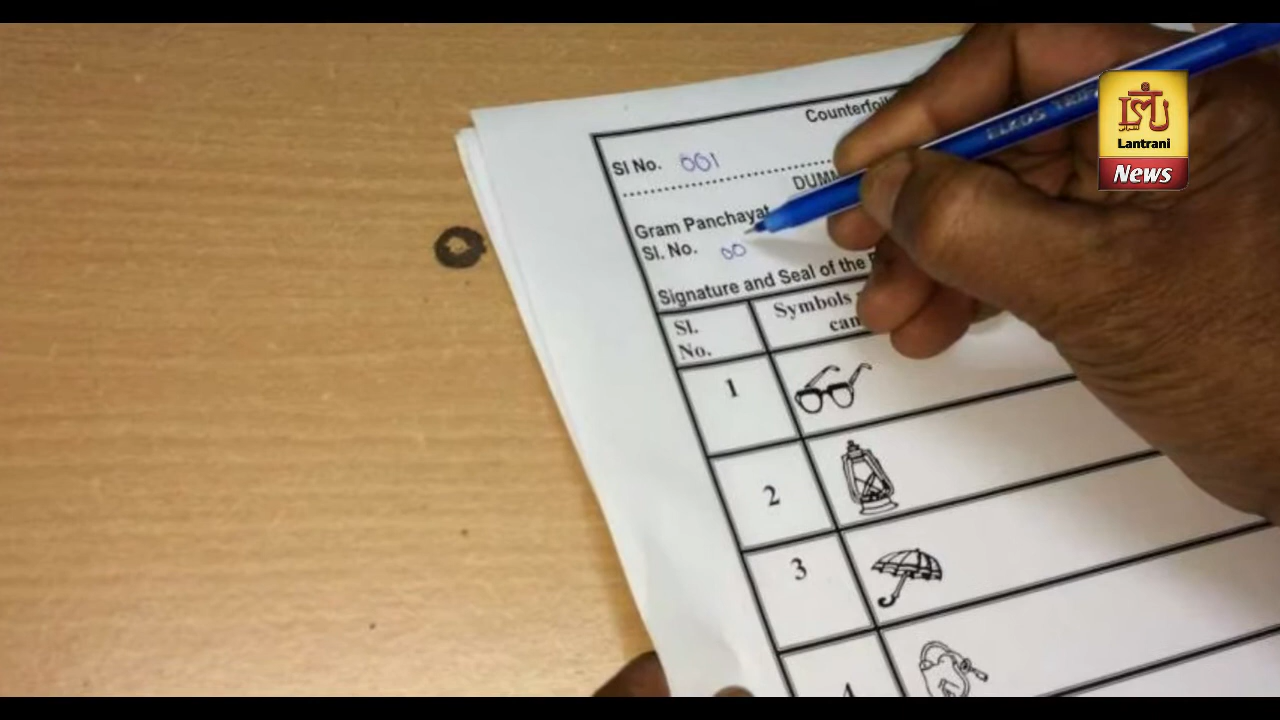 Counterfoil
Sl No. 001
Gram Panchayat
Sl. No. 00
Signature and Seal of the
Sl.
No.
Symbols
1
2
3
4
Lantrani
News